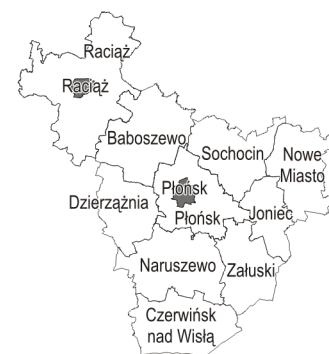 Raciąż
Raciąż
Baboszewo
Sochocin
Nowe
Miasto
Dzierzążnia
Płońsk
Płońsk
Joniec
Naruszewo
Załuski
Czerwińsk
nad Wisłą